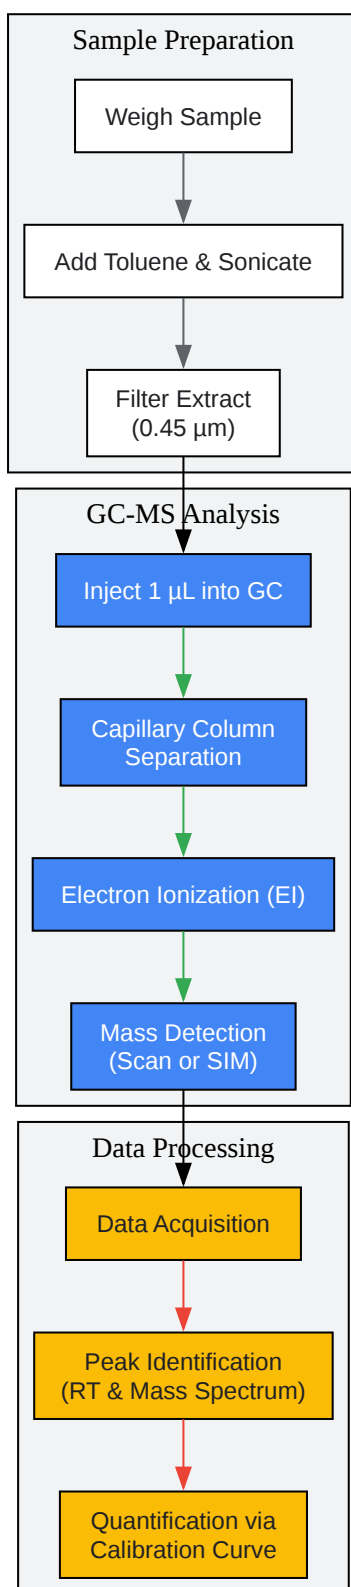 Sample Preparation
Weigh Sample
Add Toluene & Sonicate
Filter Extract
(0.45 µm)
GC-MS Analysis
Inject 1 µL into GC
Capillary Column
Separation
Electron Ionization (EI)
Mass Detection
(Scan or SIM)
Data Processing
Data Acquisition
Peak Identification
(RT & Mass Spectrum)
Quantification via
Calibration Curve